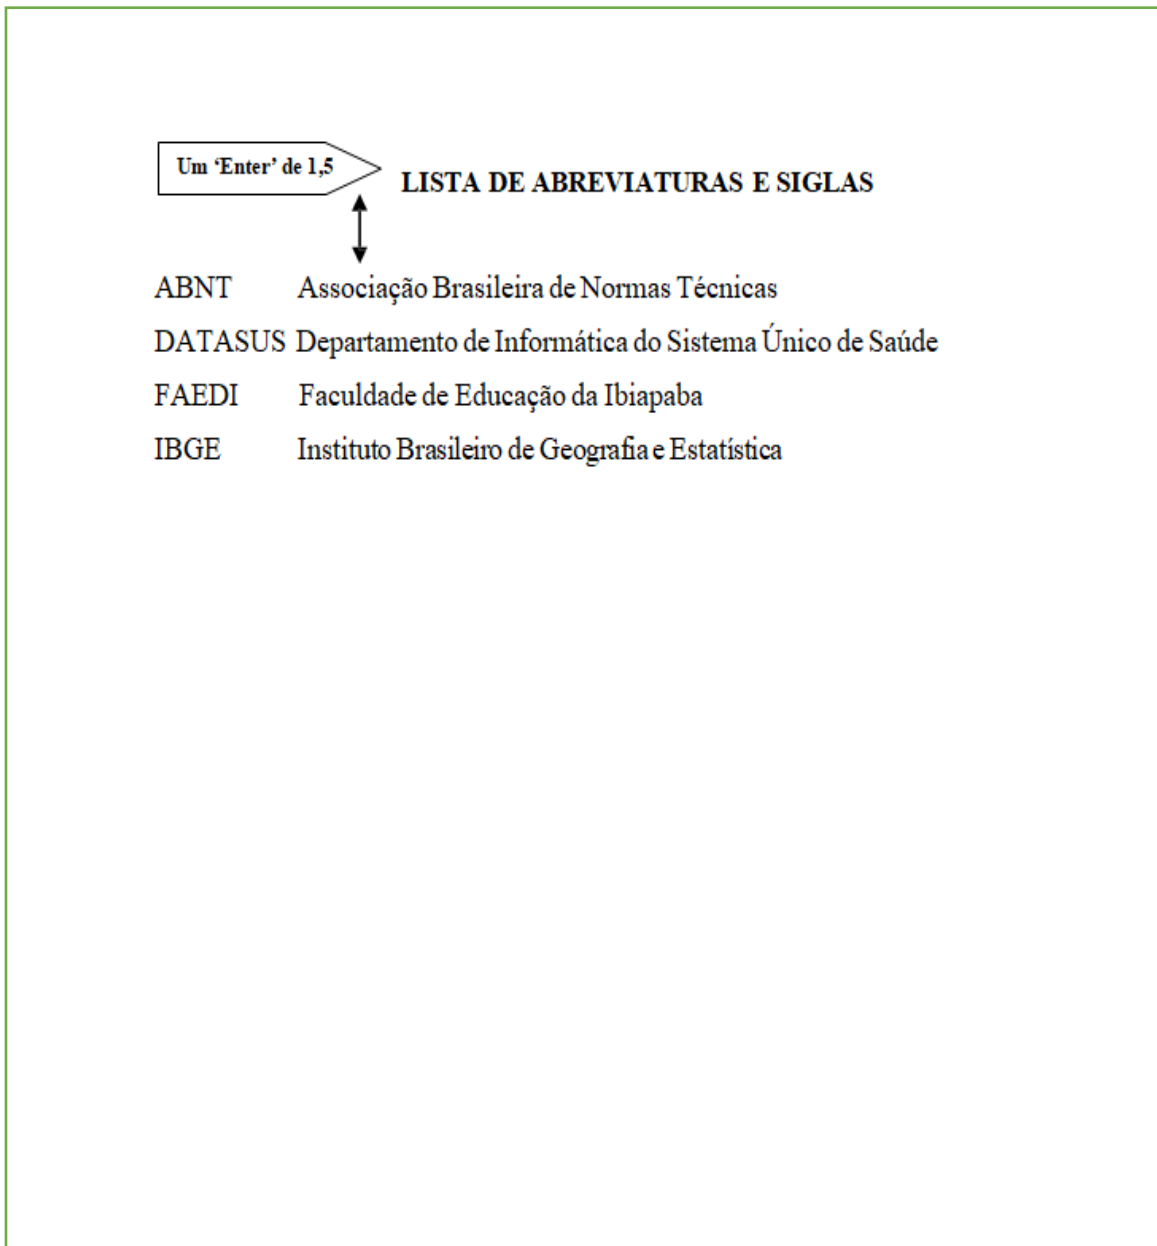 Um ‘Enter’ de 1,5
LISTA DE ABREVIATURAS E SIGLAS
ABNT Associação Brasileira de Normas Técnicas
DATASUS Departamento de Informática do Sistema Único de Saúde
FAEDI Faculdade de Educação da Ibiapaba
IBGE Instituto Brasileiro de Geografia e Estatística